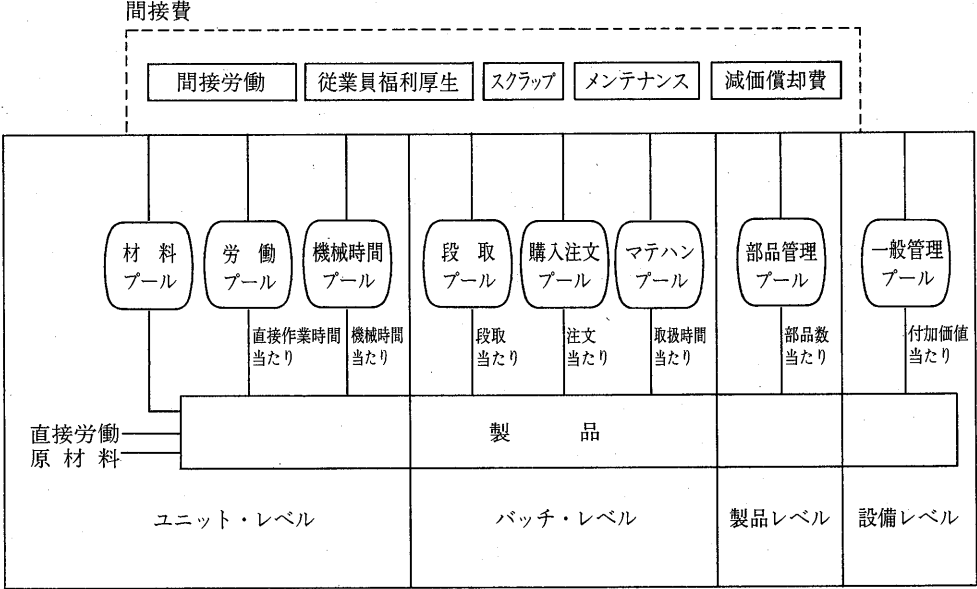 間接費
間接労働
従業員福利厚生
スクラップ
メンテナンス
減価償却費
材料
プール
労働
プール
機械時間
プール
段取
プール
購入注文
プール
マテハン
プール
部品管理
プール
一般管理
プール
直接作業時間
当たり
機械時間
当たり
段取
当たり
注文
当たり
取扱時間
当たり
部品数
当たり
付加価値
当たり
直接労働
原材料
製品
ユニット・レベル
バッチ・レベル
製品レベル
設備レベル